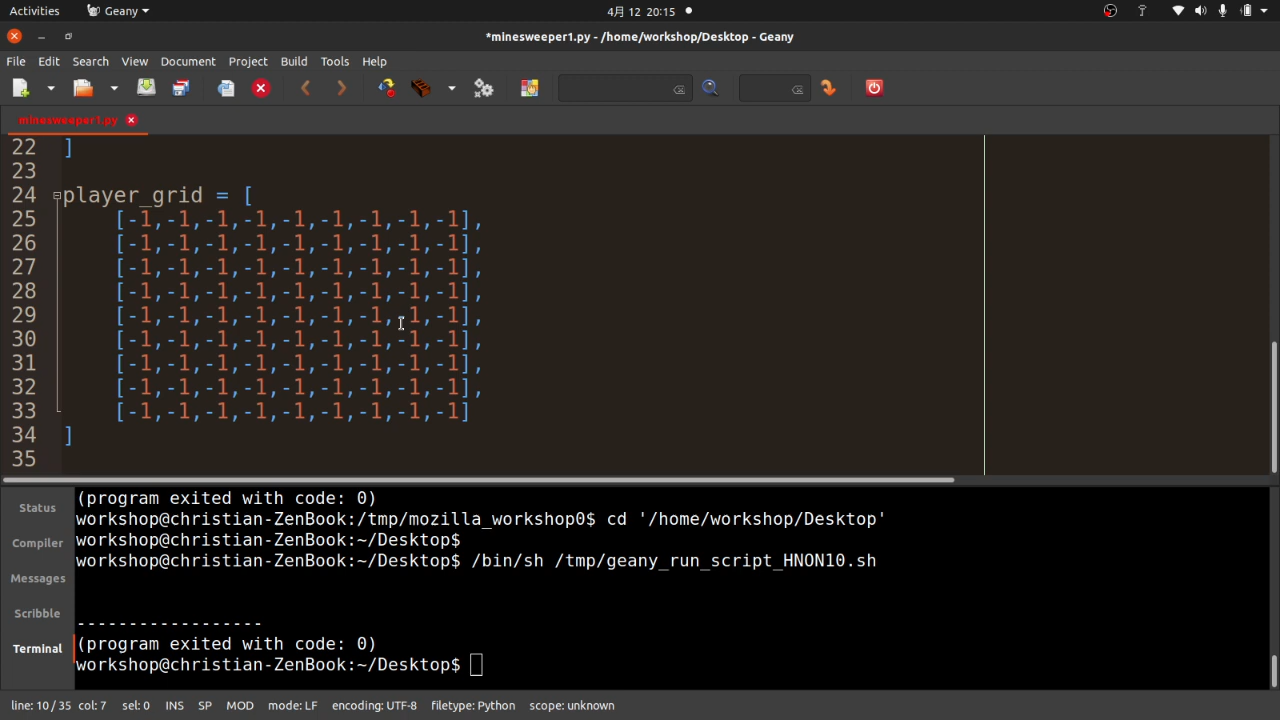 Activities Geany 4月 12 20:15
*minesweeper1.py - /home/workshop/Desktop - Geany
File Edit Search View Document Project Build Tools Help
minesweeper1.py
22 ]
23
24 player_grid = [
25 [-1,-1,-1,-1,-1,-1,-1,-1,-1],
26 [-1,-1,-1,-1,-1,-1,-1,-1,-1],
27 [-1,-1,-1,-1,-1,-1,-1,-1,-1],
28 [-1,-1,-1,-1,-1,-1,-1,-1,-1],
29 [-1,-1,-1,-1,-1,-1,-1,-1,-1],
30 [-1,-1,-1,-1,-1,-1,-1,-1,-1],
31 [-1,-1,-1,-1,-1,-1,-1,-1,-1],
32 [-1,-1,-1,-1,-1,-1,-1,-1,-1],
33 [-1,-1,-1,-1,-1,-1,-1,-1,-1]
34 ]
35
Status
Compiler
Messages
Scribble
Terminal
(program exited with code: 0)
workshop@christian-ZenBook:/tmp/mozilla_workshop0$ cd '/home/workshop/Desktop'
workshop@christian-ZenBook:~/Desktop$
workshop@christian-ZenBook:~/Desktop$ /bin/sh /tmp/geany_run_script_HNON10.sh
------------------
(program exited with code: 0)
workshop@christian-ZenBook:~/Desktop$
line: 10 / 35 col: 7 sel: 0 INS SP MOD mode: LF encoding: UTF-8 filetype: Python scope: unknown